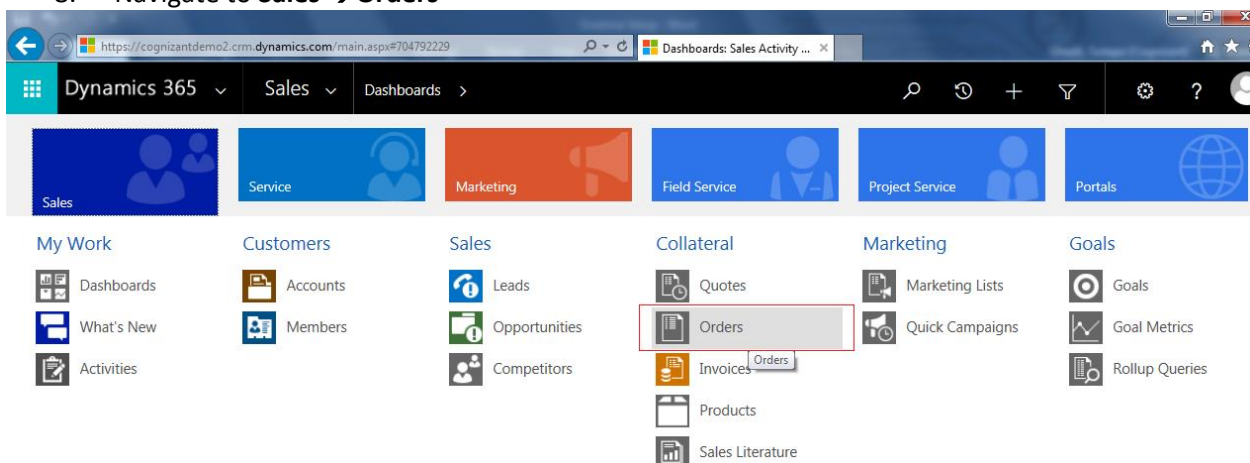 Navigate to Sales → Orders
https://cognizantdemo2.crm.dynamics.com/main.aspx#704792229
Dashboards: Sales Activity ...
Dynamics 365
Sales
Dashboards >
Sales
Service
Marketing
Field Service
Project Service
Portals
My Work
Dashboards
What's New
Activities
Customers
Accounts
Members
Sales
Leads
Opportunities
Competitors
Collateral
Quotes
Orders
Orders
Invoices
Products
Sales Literature
Marketing
Marketing Lists
Quick Campaigns
Goals
Goals
Goal Metrics
Rollup Queries